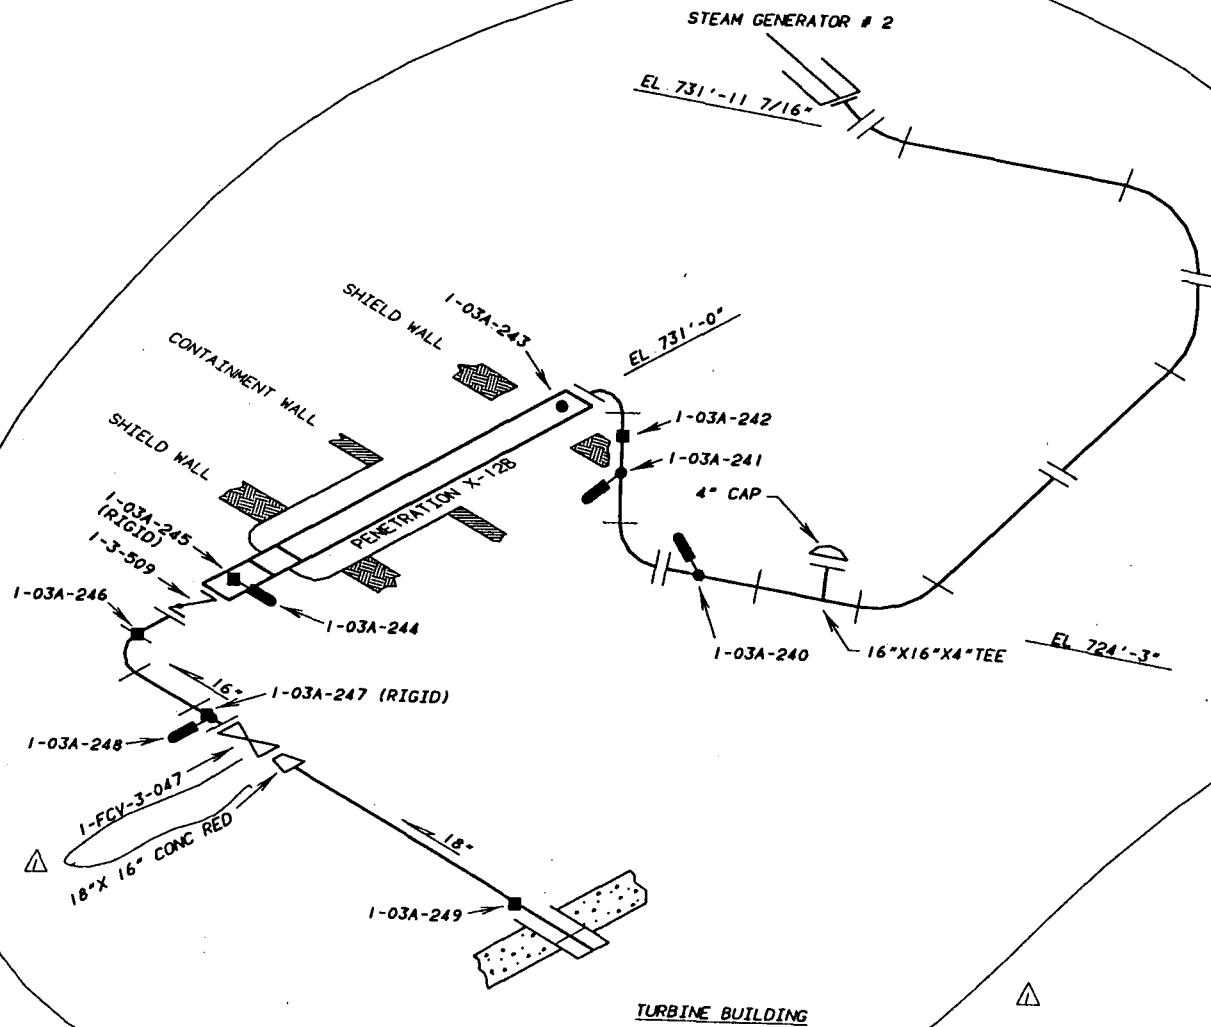 STEAM GENERATOR # 2
EL 731'-11 7/16"
SHIELD WALL
1-03A-243
EL 731'-0"
CONTAINMENT WALL
SHIELD WALL
1-03A-242
1-03A-241
4" CAP
PENETRATION X-12B
1-03A-245
(RIGID)
1-3-509
1-03A-246
1-03A-244
1-03A-240
16"X16"X4"TEE
EL 724'-3"
16"
1-03A-247 (RIGID)
1-03A-248
1-FCV-3-047
18"X 16" CONC RED
1
18"
1-03A-249
1
TURBINE BUILDING